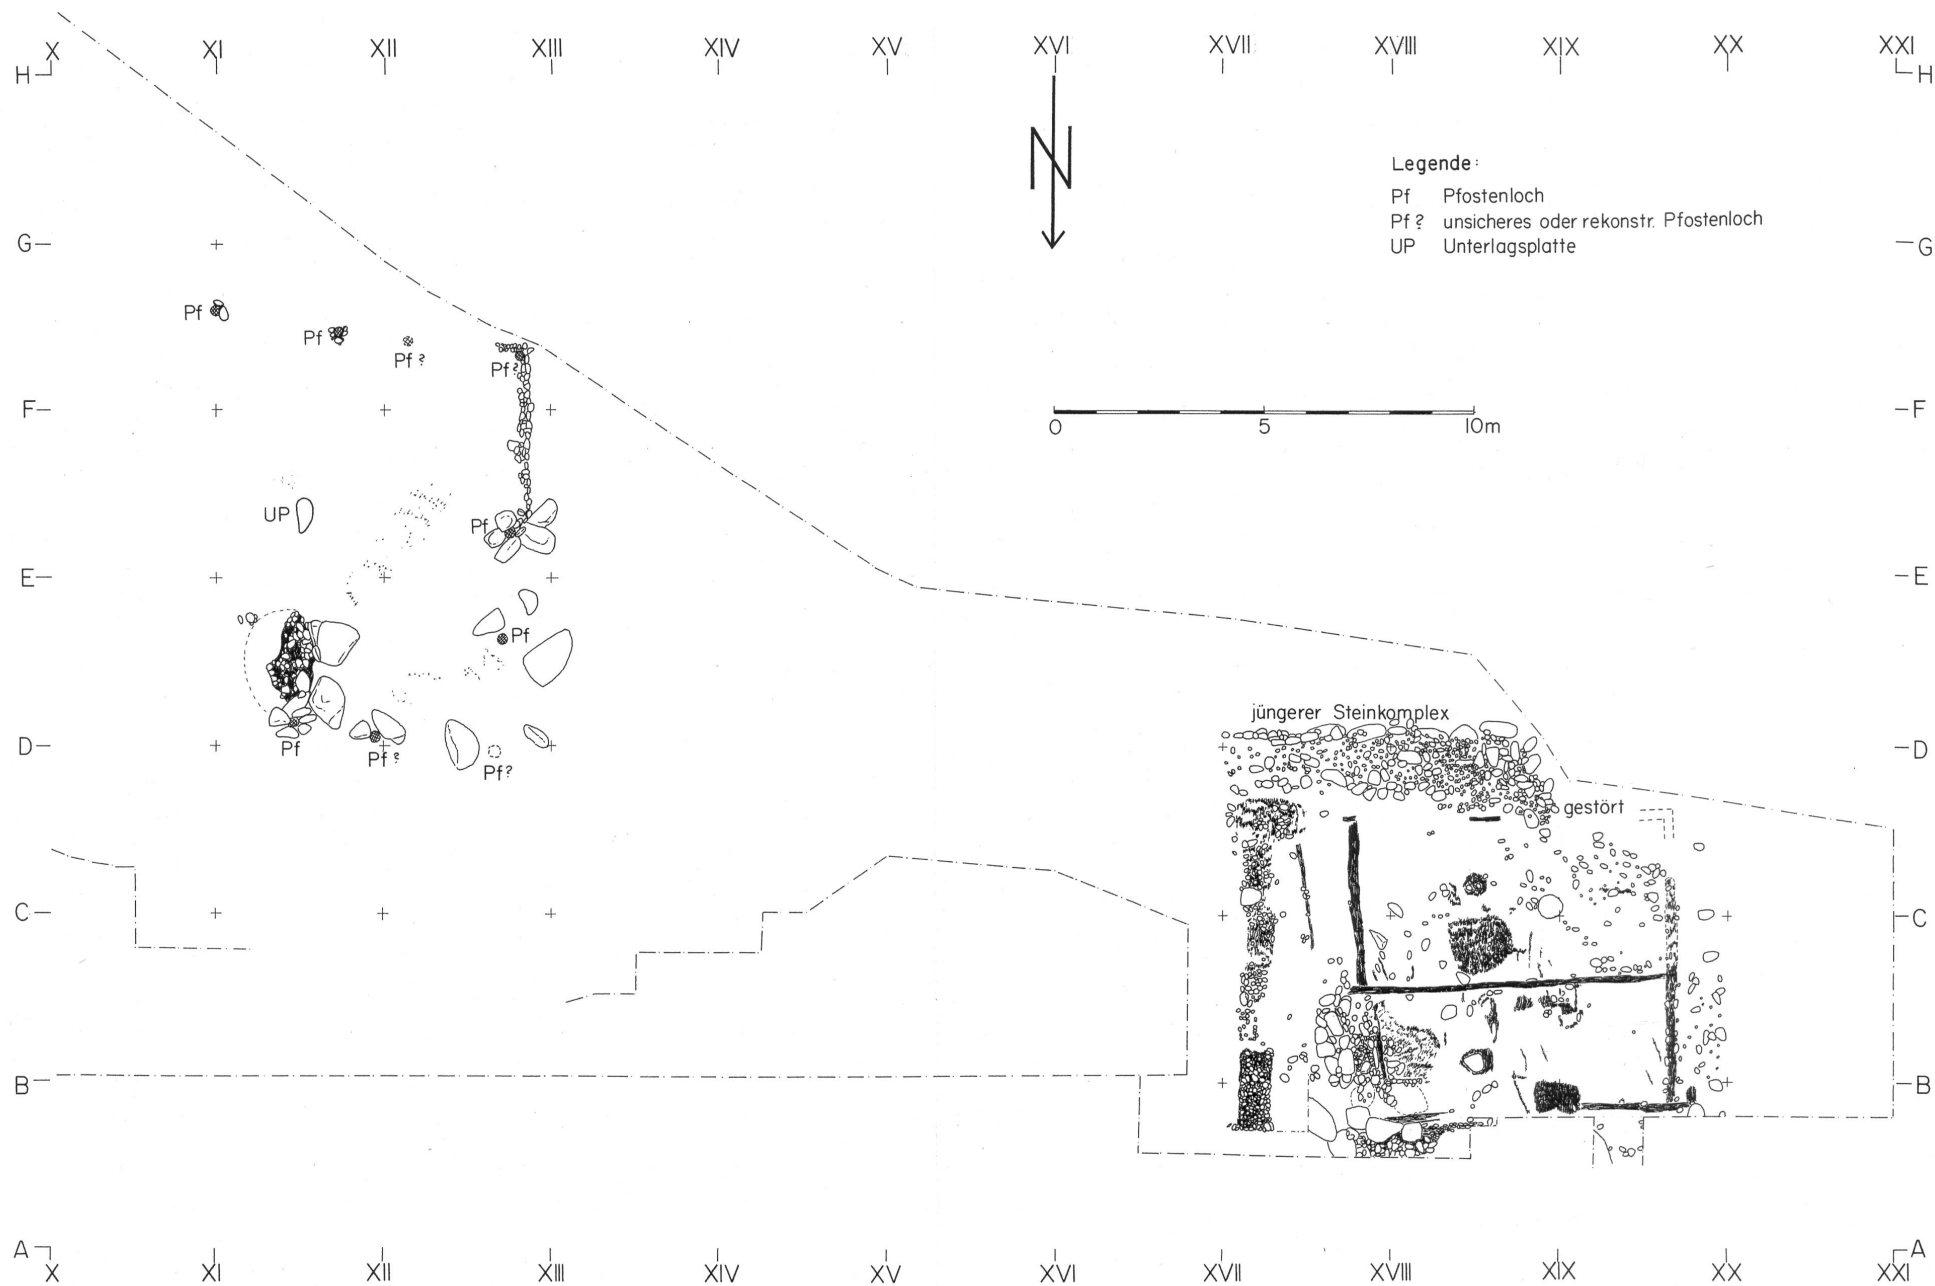 X XI XII XIII XIV XV XVI XVII XVIII XIX XX XXI
H H
N
Legende:
Pf Pfostenloch
Pf? unsicheres oder rekonstr. Pfostenloch
UP Unterlagsplatte
G G
Pf
Pf
Pf?
Pf?
F F
0 5 10m
UP
Pf
E E
Pf
jüngerer Steinkomplex
D D
Pf
Pf?
Pf?
gestört
C C
B B
A A
X XI XII XIII XIV XV XVI XVII XVIII XIX XX XXI